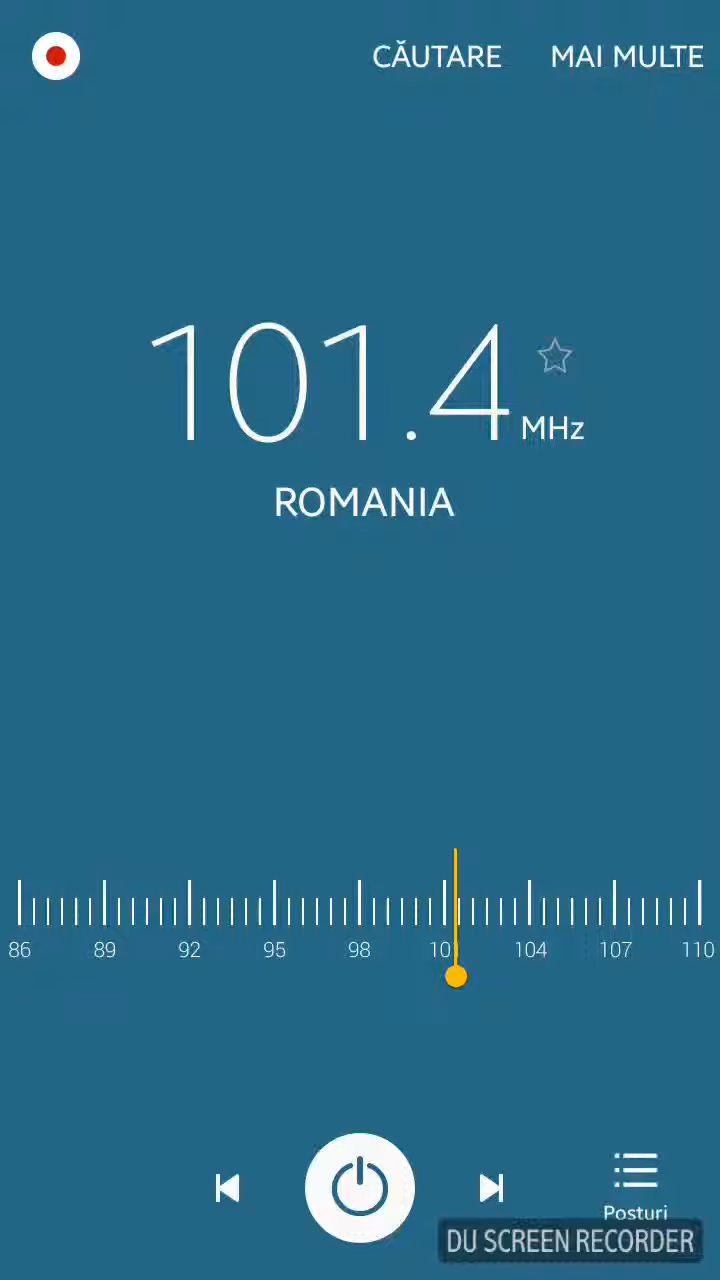 CĂUTARE MAI MULTE
101.4 MHz
ROMANIA
86 89 92 95 98 101 104 107 110
Posturi
DU SCREEN RECORDER